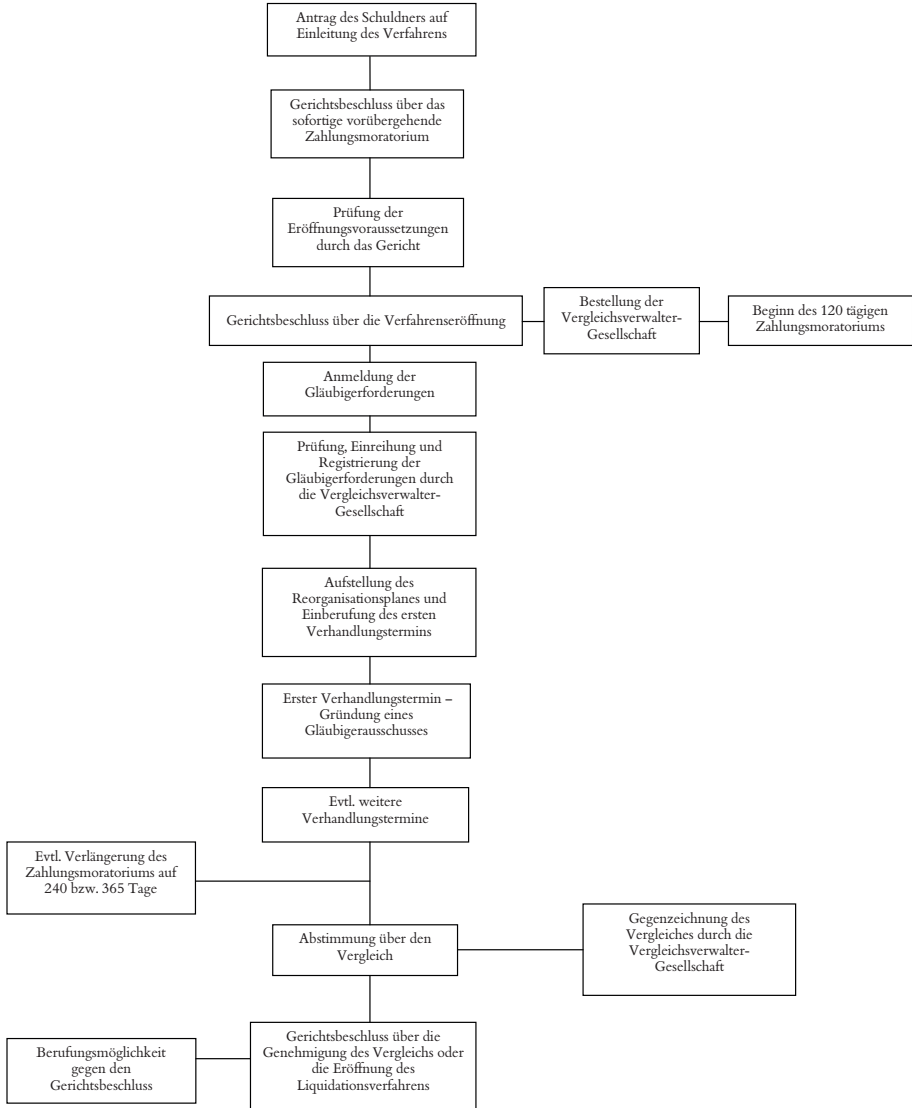 Antrag des Schuldners auf
Einleitung des Verfahrens
Gerichtsbeschluss über das
sofortige vorübergehende
Zahlungsmoratorium
Prüfung der
Eröffnungsvoraussetzungen
durch das Gericht
Gerichtsbeschluss über die Verfahrenseröffnung
Bestellung der
Vergleichsverwalter-
Gesellschaft
Beginn des 120 tägigen
Zahlungsmoratoriums
Anmeldung der
Gläubigerforderungen
Prüfung, Einreihung und
Registrierung der
Gläubigerforderungen durch
die Vergleichsverwalter-
Gesellschaft
Aufstellung des
Reorganisationsplanes und
Einberufung des ersten
Verhandlungstermins
Erster Verhandlungstermin –
Gründung eines
Gläubigerausschusses
Evtl. weitere
Verhandlungstermine
Evtl. Verlängerung des
Zahlungsmoratoriums auf
240 bzw. 365 Tage
Abstimmung über den
Vergleich
Gegenzeichnung des
Vergleiches durch die
Vergleichsverwalter-
Gesellschaft
Gerichtsbeschluss über die
Genehmigung des Vergleichs oder
die Eröffnung des
Liquidationsverfahrens
Berufungsmöglichkeit
gegen den
Gerichtsbeschluss